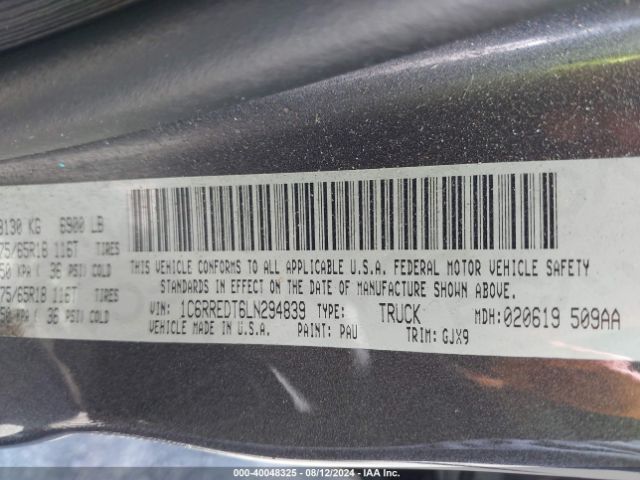 3130 KG 6900 LB
75/65R18 116T TIRES
50 KPA ( 36 PSI) COLD
75/65R18 116T TIRES
50 KPA ( 36 PSI) COLD
THIS VEHICLE CONFORMS TO ALL APPLICABLE U.S.A. FEDERAL MOTOR VEHICLE SAFETY
STANDARDS IN EFFECT ON THE DATE OF MANUFACTURE SHOWN ABOVE.
VIN: 1C6RREDT6LN294839 TYPE: TRUCK MDH: 020619 509AA
VEHICLE MADE IN U.S.A. PAINT: PAU TRIM: GJX9
000-40048325 - 08/12/2024 - IAA Inc.